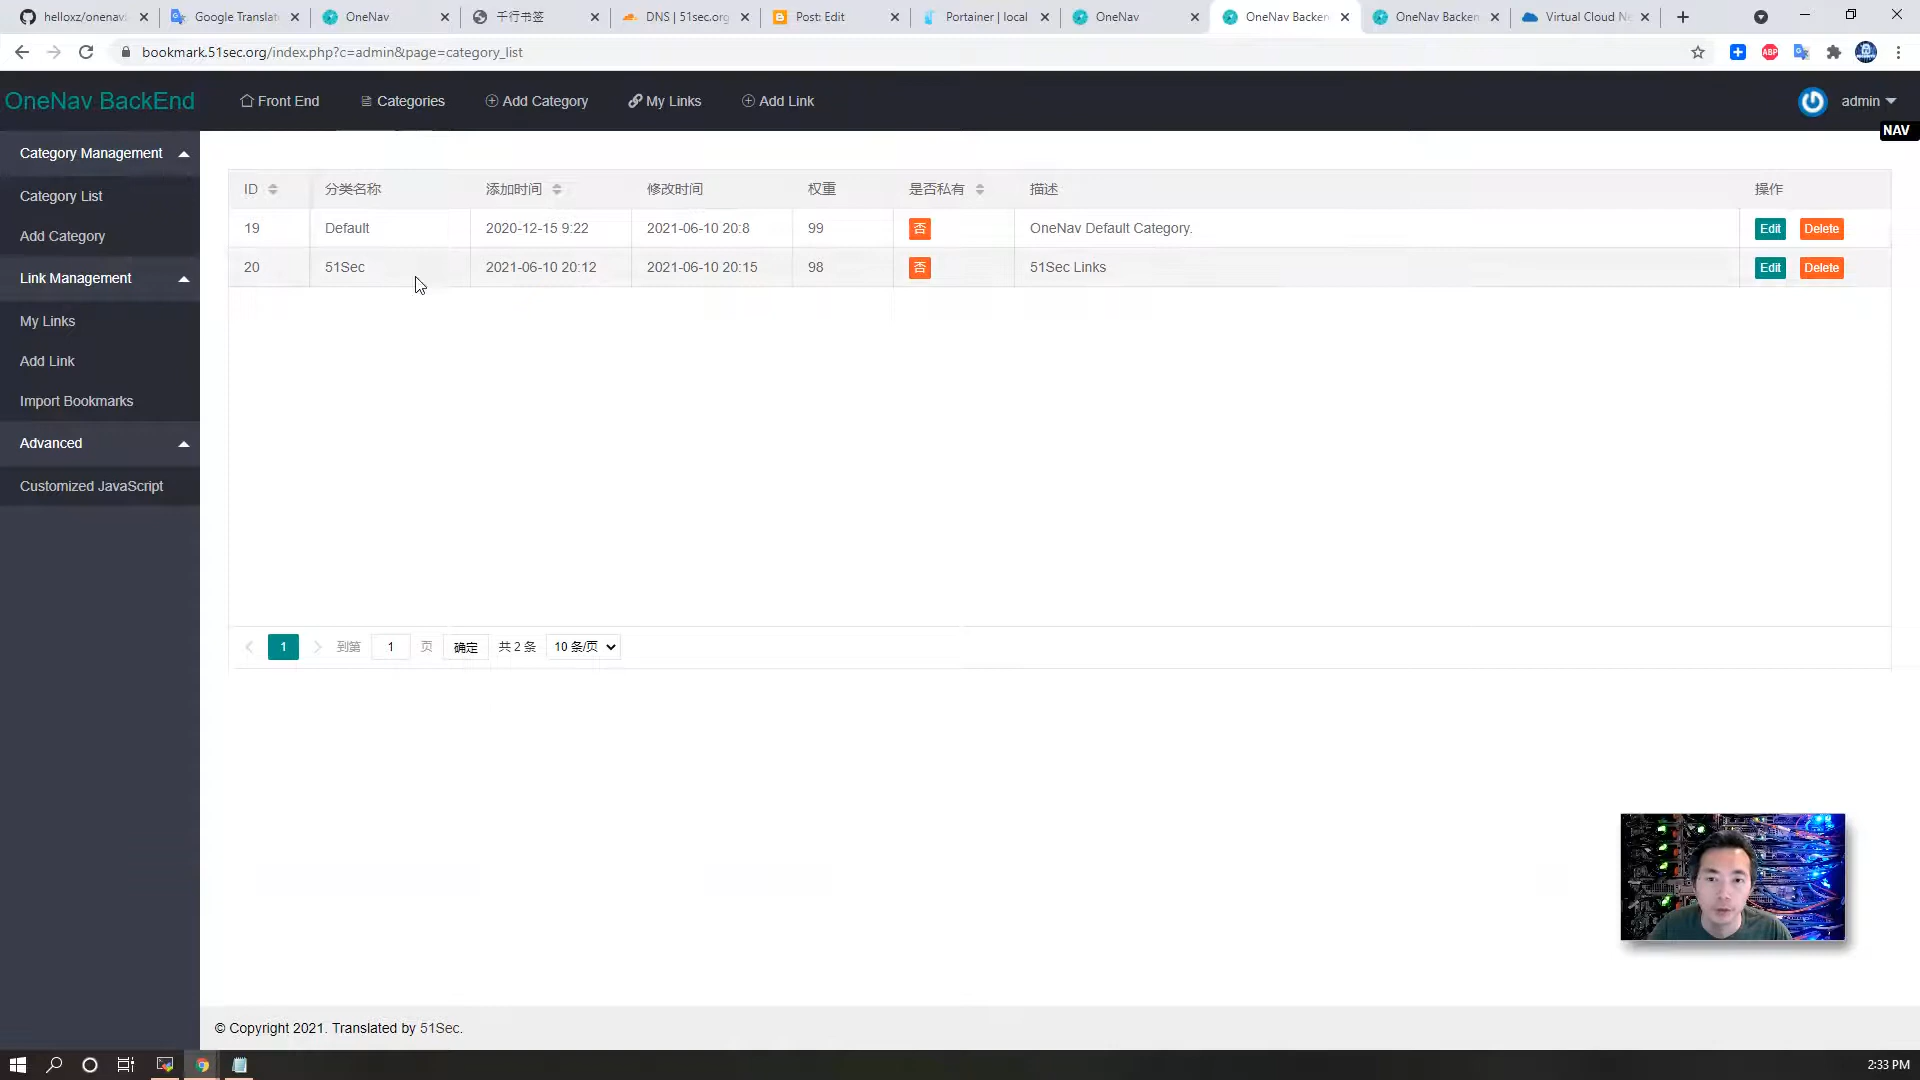 helloxz/onenav
Google Translat
OneNav
千行书签
DNS | 51sec.org
Post: Edit
Portainer | local
OneNav
OneNav Backen
OneNav Backen
Virtual Cloud Ne
bookmark.51sec.org/index.php?c=admin&page=category_list
ABP
OneNav BackEnd
Front End
Categories
Add Category
My Links
Add Link
admin
NAV
Category Management
Category List
Add Category
Link Management
My Links
Add Link
Import Bookmarks
Advanced
Customized JavaScript
ID 分类名称 添加时间 修改时间 权重 是否私有 描述 操作
19 Default 2020-12-15 9:22 2021-06-10 20:8 99 否 OneNav Default Category. Edit Delete
20 51Sec 2021-06-10 20:12 2021-06-10 20:15 98 否 51Sec Links Edit Delete
1 到第 1 页 确定 共 2 条 10 条/页
© Copyright 2021. Translated by 51Sec.
2:33 PM